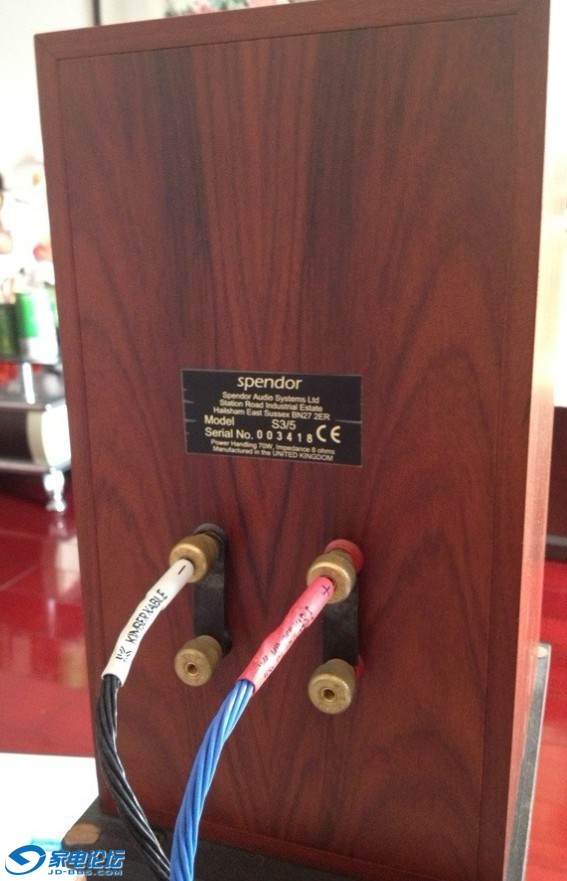 spendor
Spendor Audio Systems Ltd
Station Road Industrial Estate
Hailsham East Sussex BN27 2ER
Model S3/5
Serial No. 003418 CE
Power Handling 70W, Impedance 8 ohms
Manufactured in the UNITED KINGDOM
- +
KIMBER KABLE
家电论坛
JD-BBS.COM